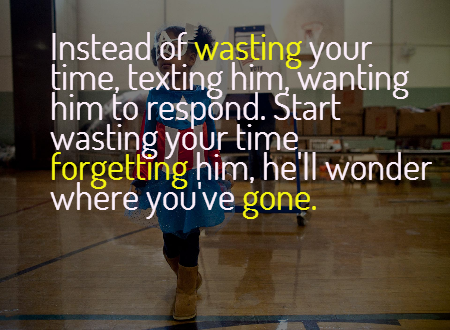 Instead of wasting your
time, texting him, wanting
him to respond. Start
wasting your time
forgetting him, he'll wonder
where you've gone.